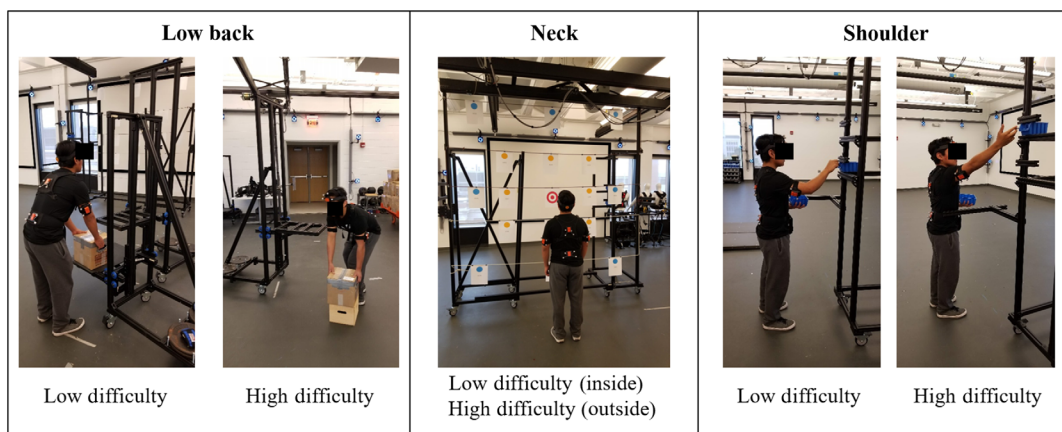 Low back
Neck
Shoulder
Low difficulty
High difficulty
Low difficulty (inside)
High difficulty (outside)
Low difficulty
High difficulty